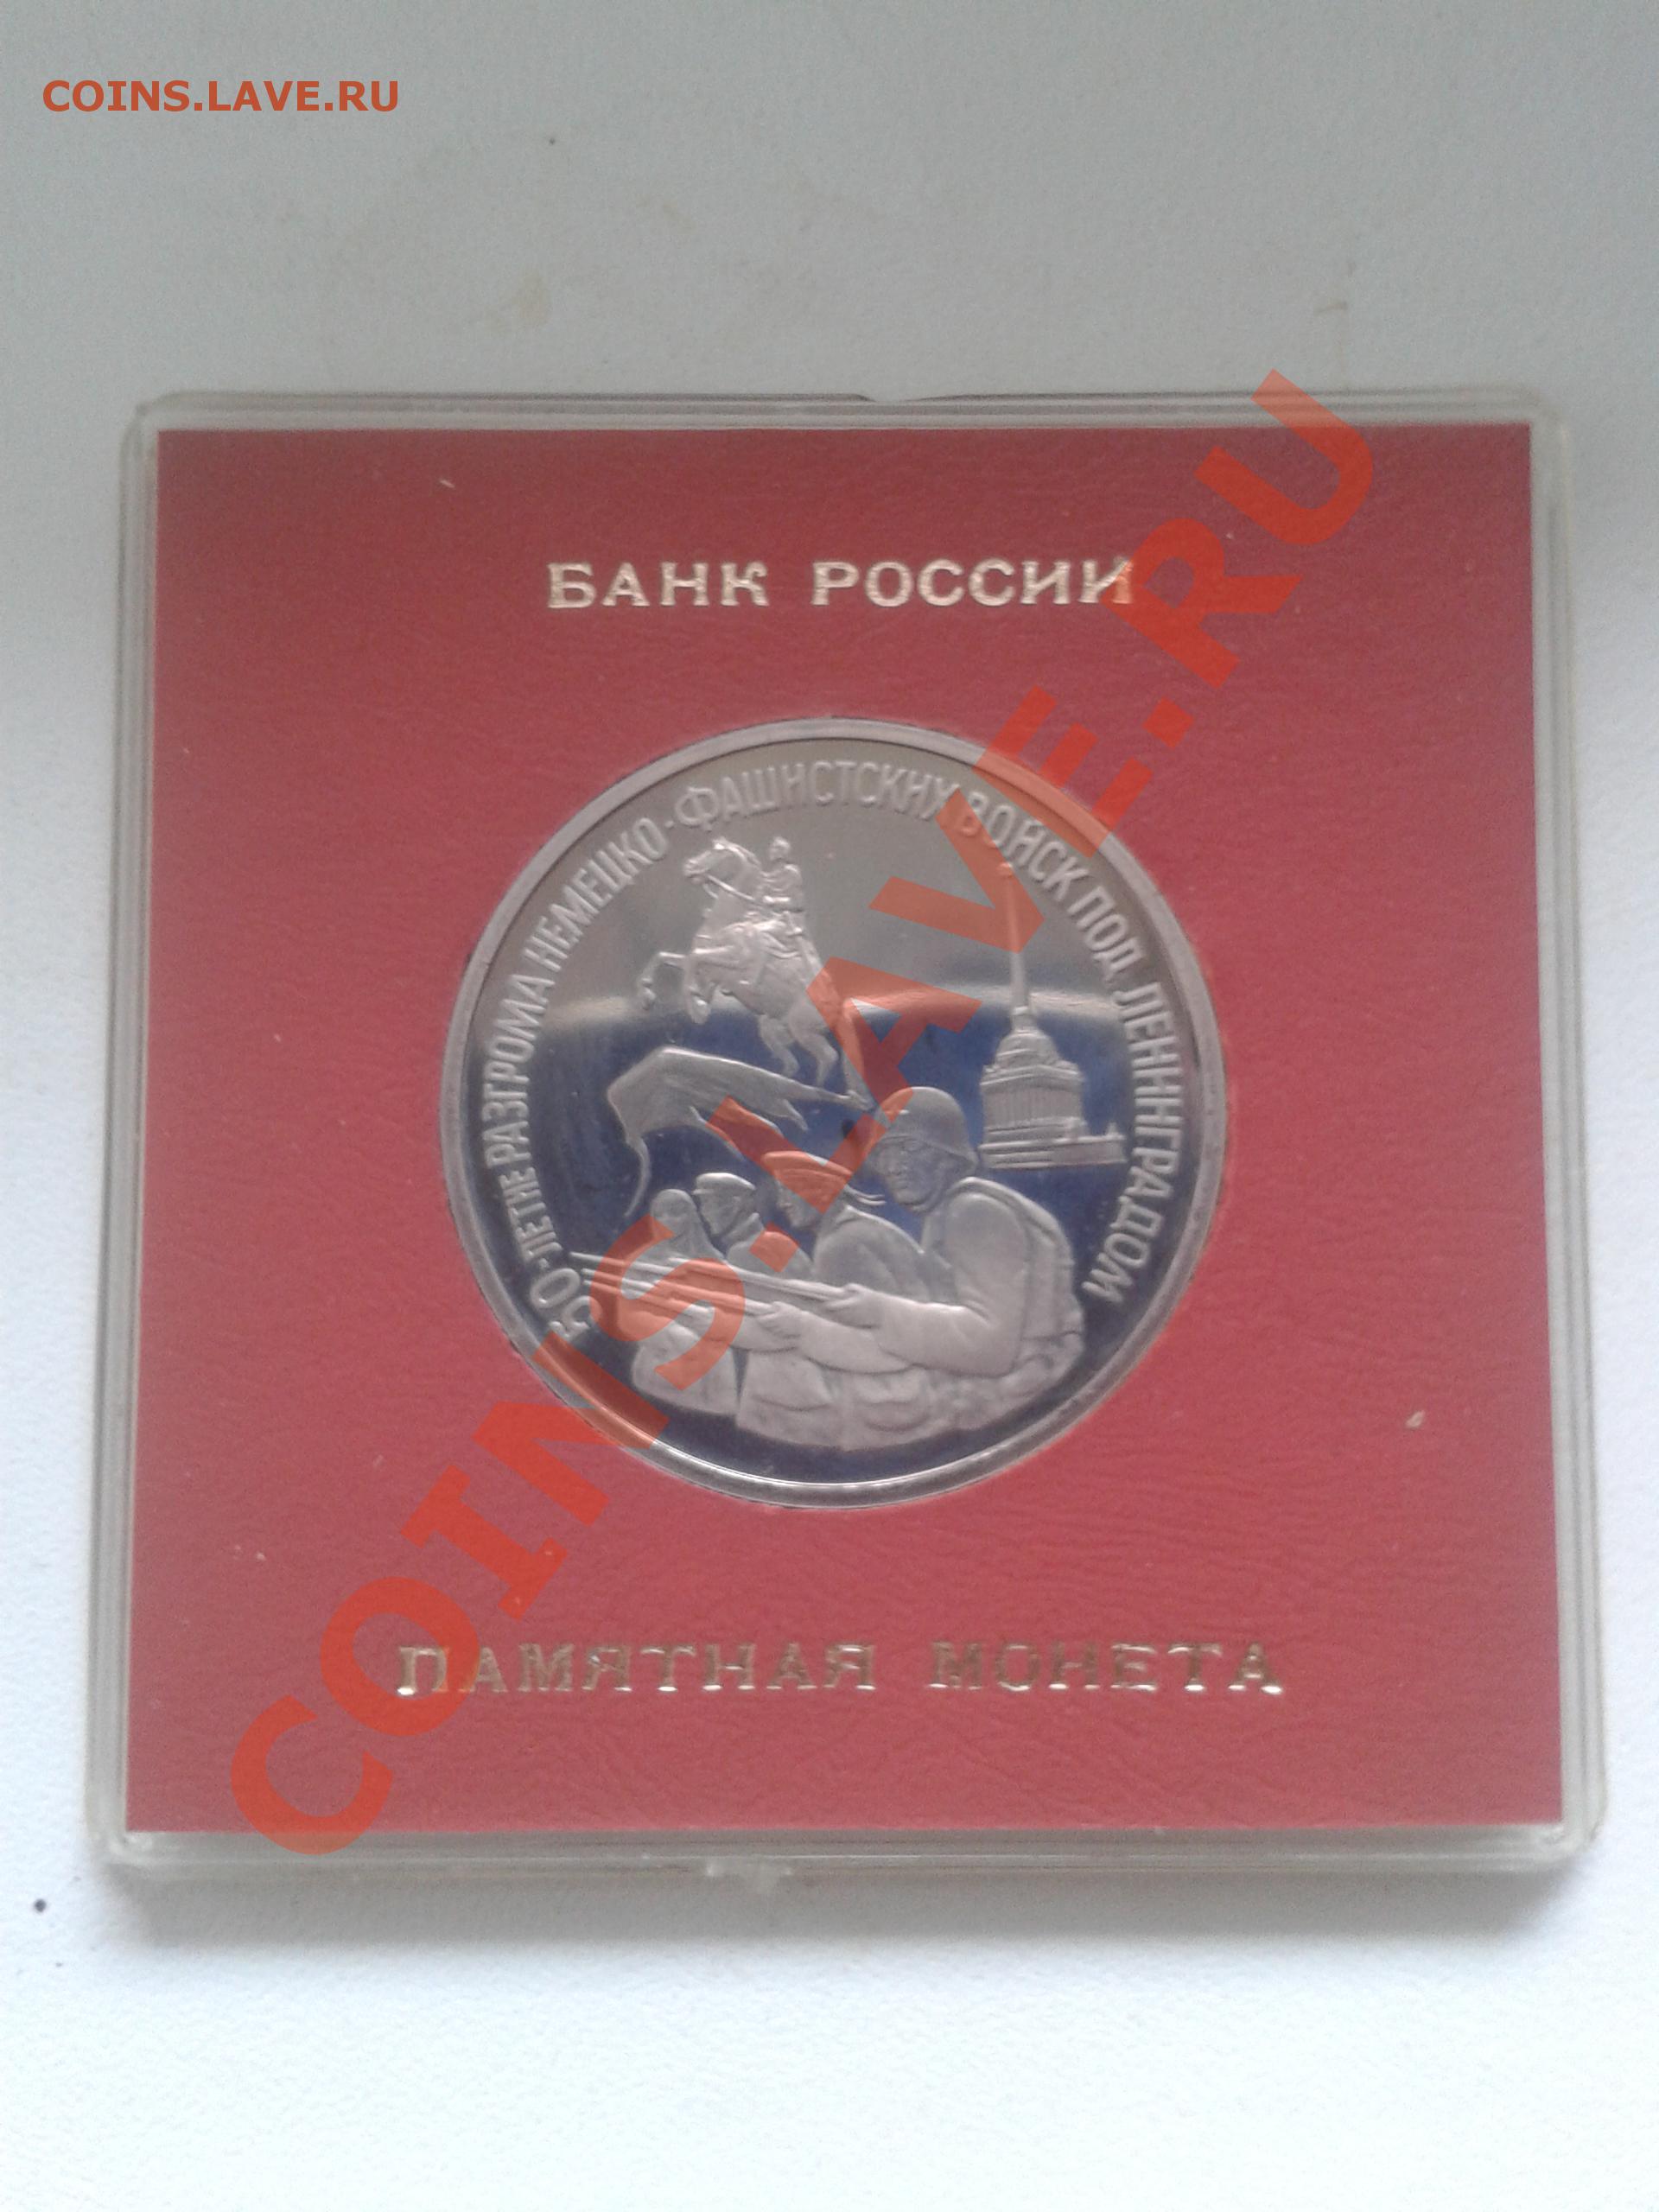 COINS.LAVE.RU
БАНК РОССИИ
50-ЛЕТИЕ РАЗГРОМА НЕМЕЦКО-ФАШИСТСКИХ ВОЙСК ПОД ЛЕНИНГРАДОМ
COINS.LAVE.RU
ПАМЯТНАЯ МОНЕТА